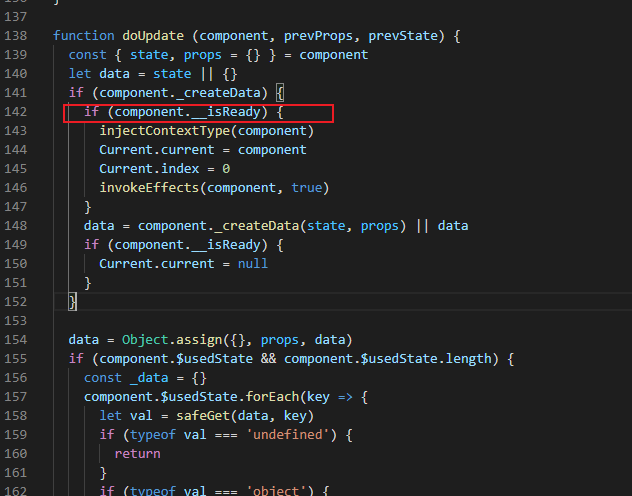 137
138 function doUpdate (component, prevProps, prevState) {
139 const { state, props = {} } = component
140 let data = state || {}
141 if (component._createData) {
142 if (component.__isReady) {
143 injectContextType(component)
144 Current.current = component
145 Current.index = 0
146 invokeEffects(component, true)
147 }
148 data = component._createData(state, props) || data
149 if (component.__isReady) {
150 Current.current = null
151 }
152 }
153
154 data = Object.assign({}, props, data)
155 if (component.$usedState && component.$usedState.length) {
156 const _data = {}
157 component.$usedState.forEach(key => {
158 let val = safeGet(data, key)
159 if (typeof val === 'undefined') {
160 return
161 }
162 if (typeof val === 'object') {